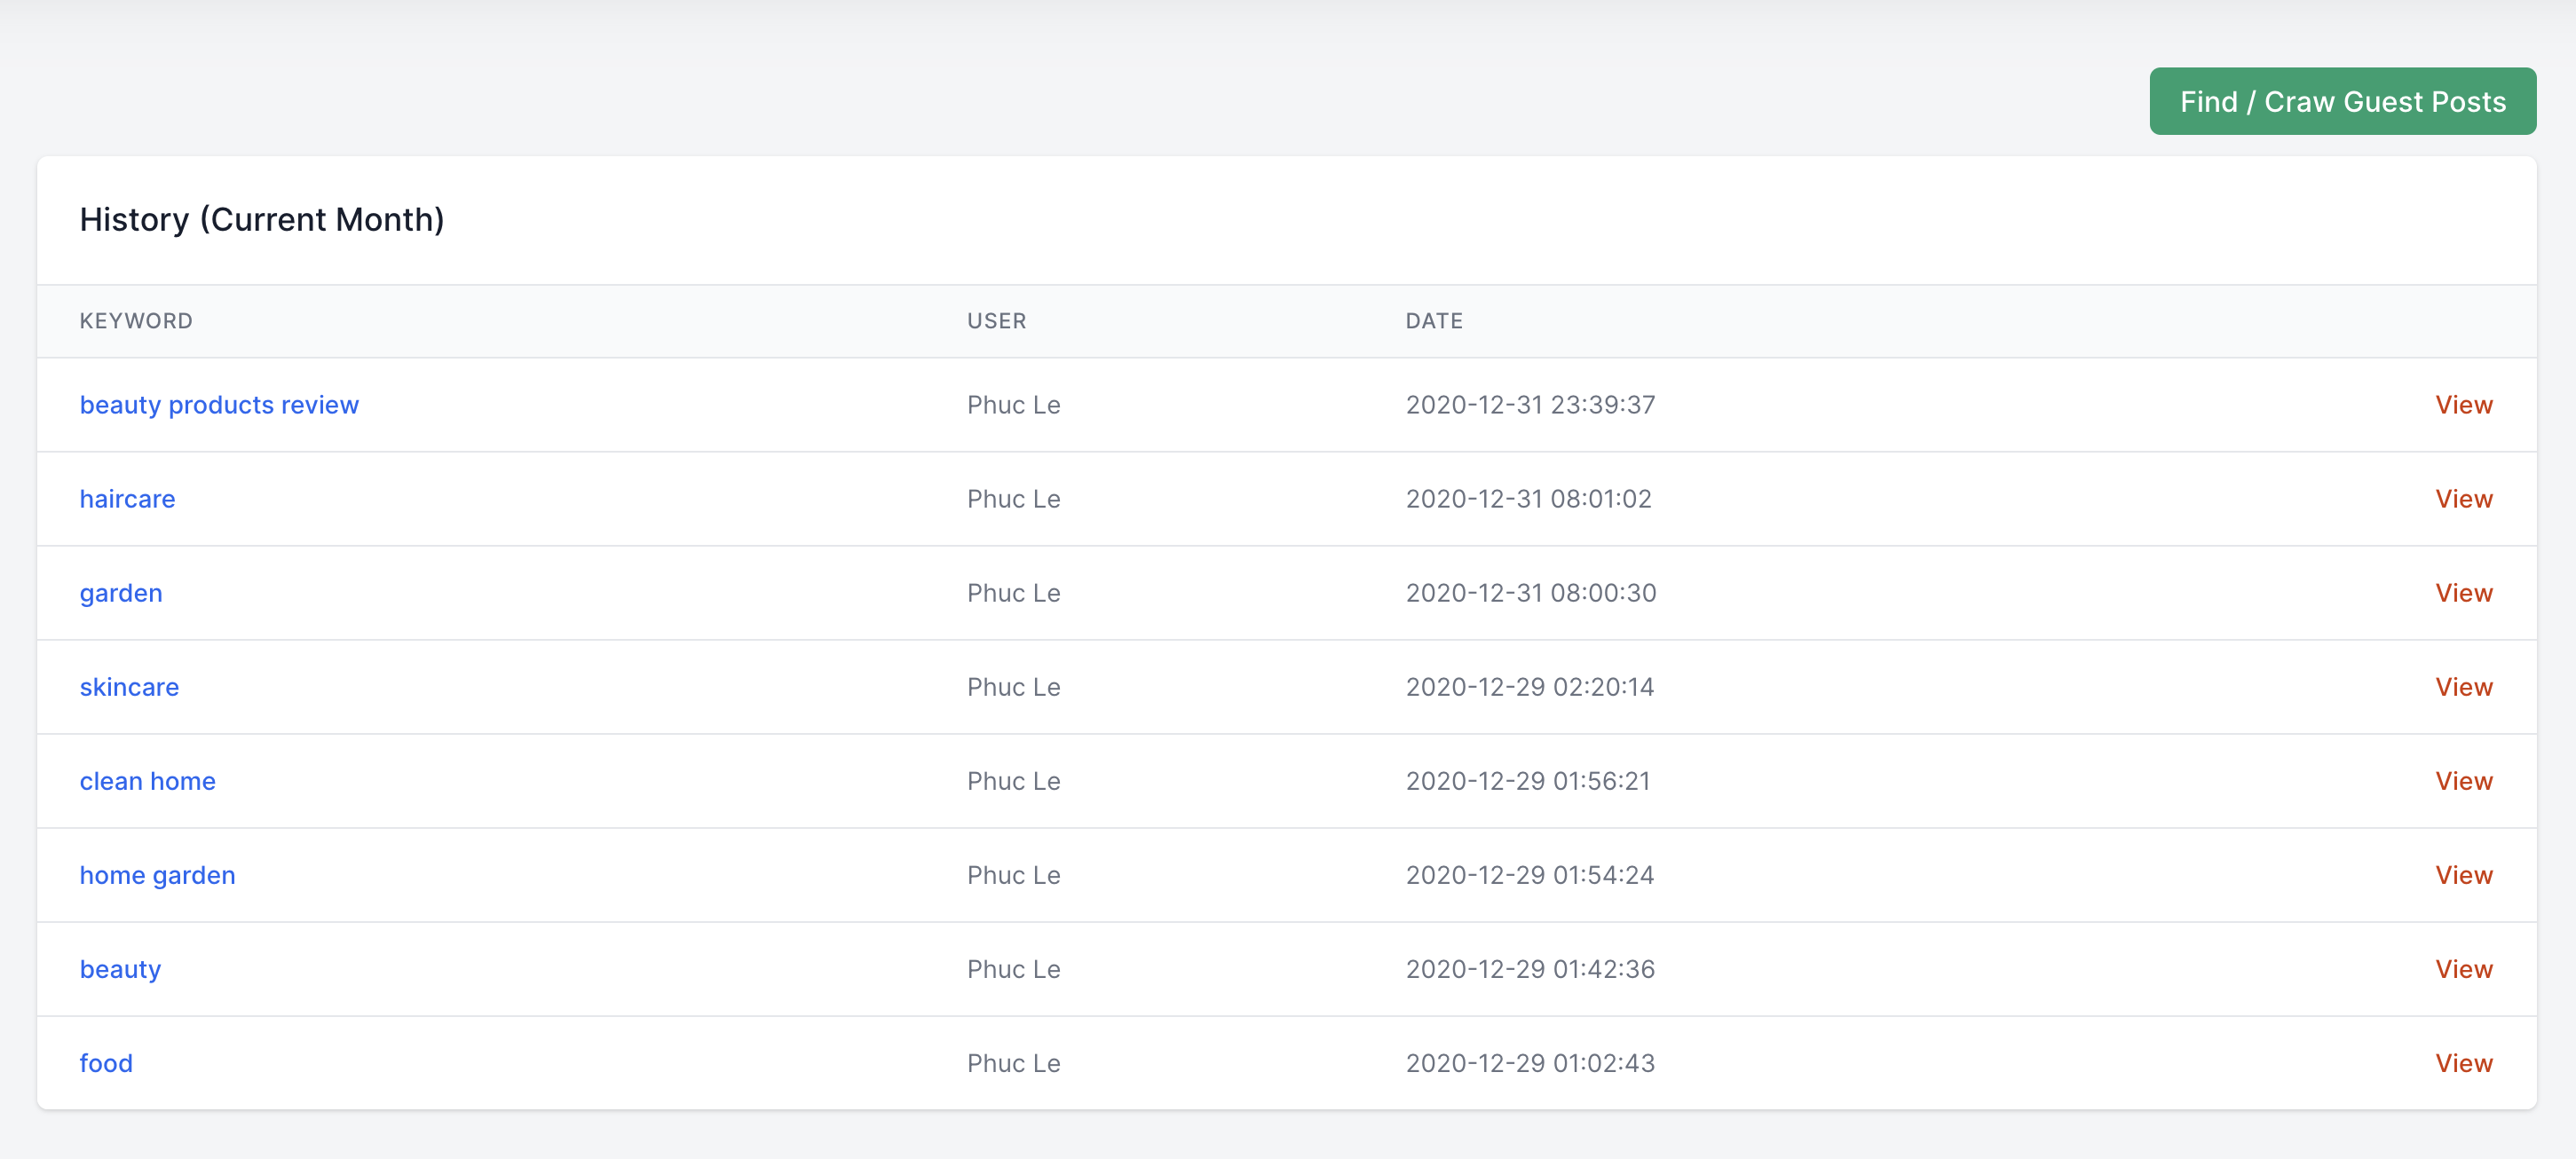 Find / Craw Guest Posts
History (Current Month)
KEYWORD USER DATE
beauty products review Phuc Le 2020-12-31 23:39:37 View
haircare Phuc Le 2020-12-31 08:01:02 View
garden Phuc Le 2020-12-31 08:00:30 View
skincare Phuc Le 2020-12-29 02:20:14 View
clean home Phuc Le 2020-12-29 01:56:21 View
home garden Phuc Le 2020-12-29 01:54:24 View
beauty Phuc Le 2020-12-29 01:42:36 View
food Phuc Le 2020-12-29 01:02:43 View